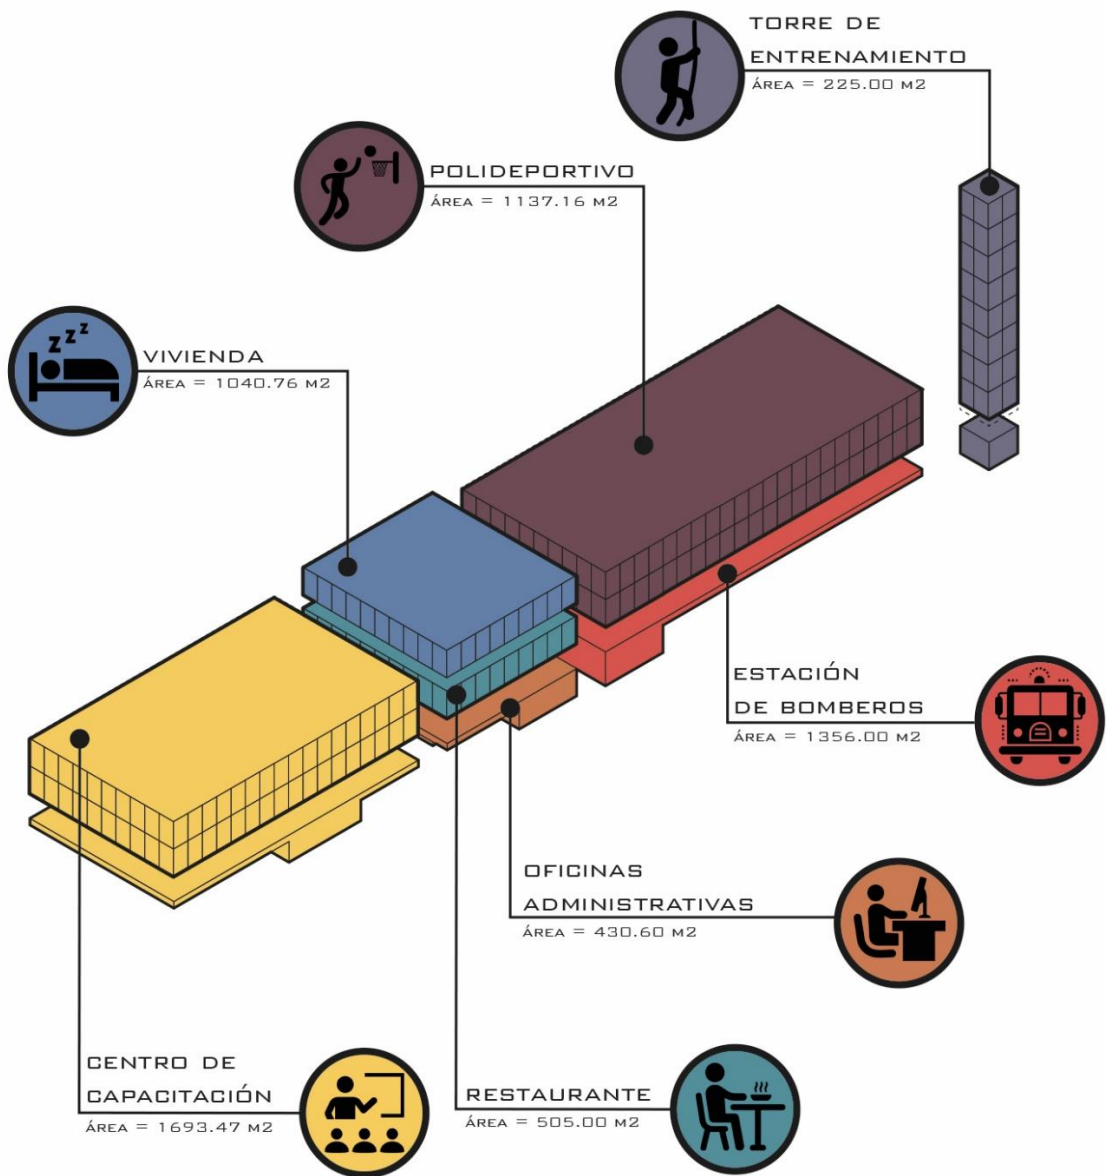 TORRE DE
ENTRENAMIENTO
ÁREA = 225.00 M2
POLIDEPORTIVO
ÁREA = 1137.16 M2
Z Z Z
VIVIENDA
ÁREA = 1040.76 M2
ESTACIÓN
DE BOMBEROS
ÁREA = 1356.00 M2
OFICINAS
ADMINISTRATIVAS
ÁREA = 430.60 M2
CENTRO DE
CAPACITACIÓN
ÁREA = 1693.47 M2
RESTAURANTE
ÁREA = 505.00 M2